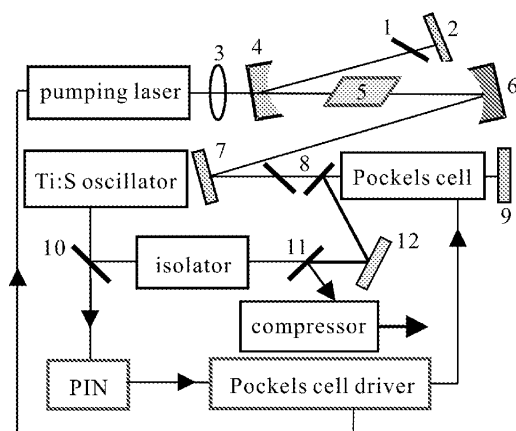 1
2
3
4
pumping laser
5
6
7
Ti:S oscillator
8
Pockels cell
9
10
isolator
11
12
compressor
PIN
Pockels cell driver